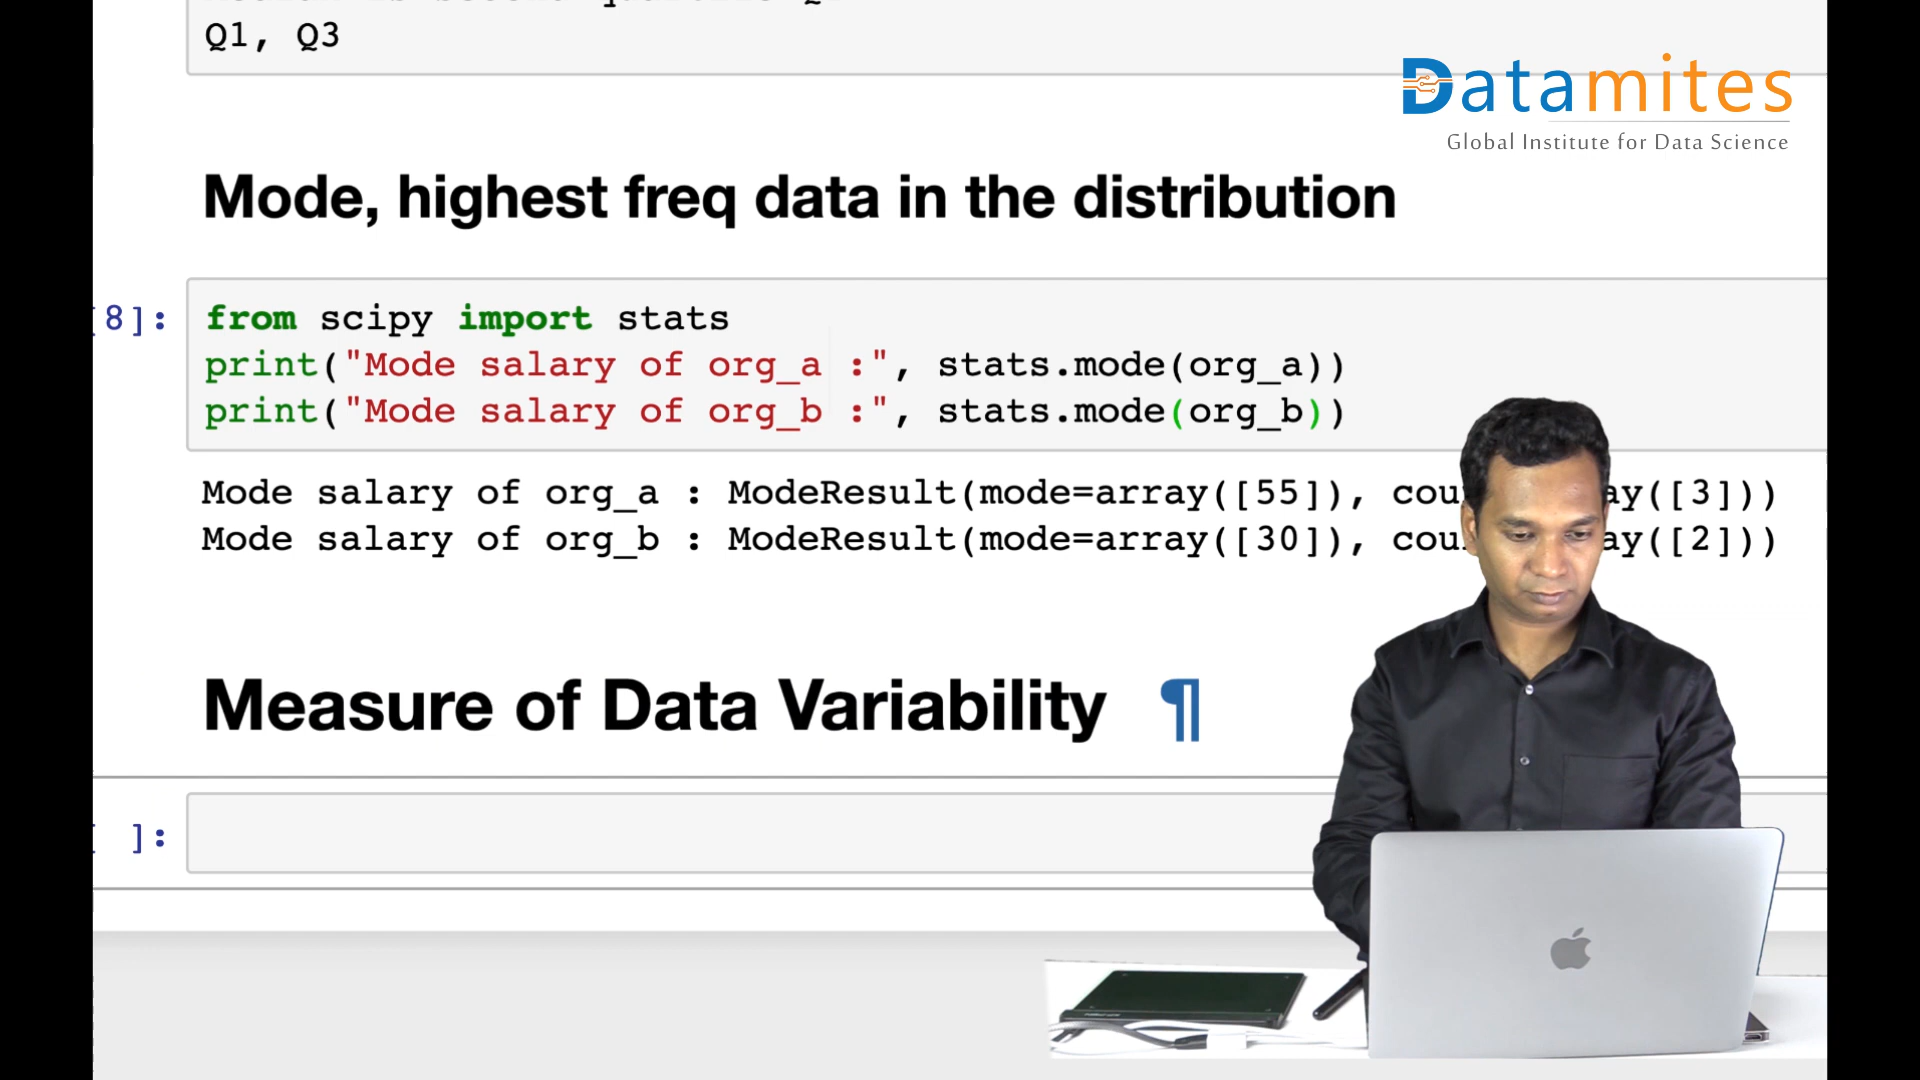 Q1, Q3
Datamites
Global Institute for Data Science
Mode, highest freq data in the distribution
[8]:
from scipy import stats
print("Mode salary of org_a :", stats.mode(org_a))
print("Mode salary of org_b :", stats.mode(org_b))
Mode salary of org_a : ModeResult(mode=array([55]), cou ay([3]))
Mode salary of org_b : ModeResult(mode=array([30]), cou ay([2]))
Measure of Data Variability ¶
[ ]: